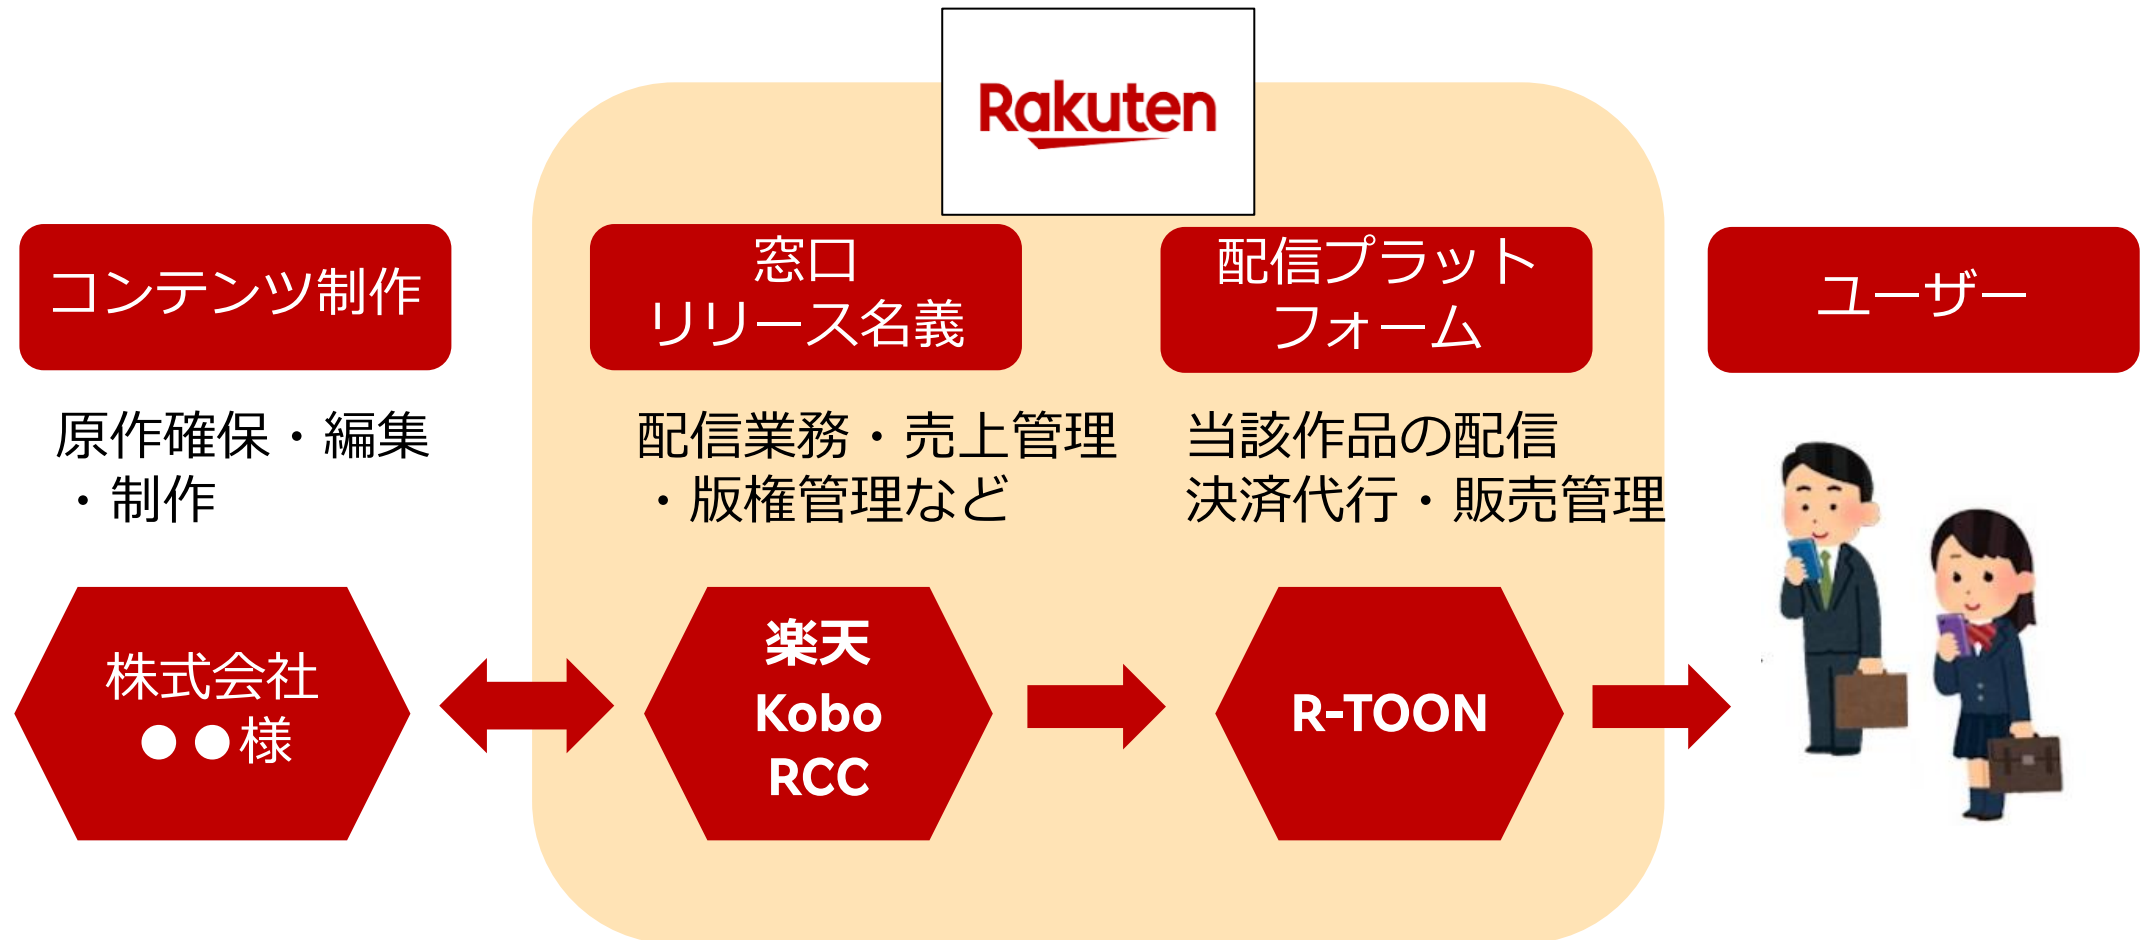 Rakuten
コンテンツ制作
窓口
リリース名義
配信プラット
フォーム
ユーザー
原作確保・編集
・制作
配信業務・売上管理
・版権管理など
当該作品の配信
決済代行・販売管理
株式会社
●●様
楽天
Kobo
RCC
R-TOON